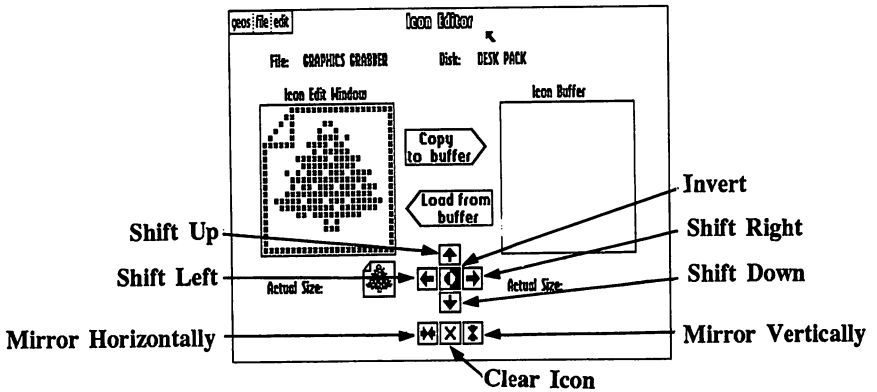 geos file edit
Icon Editor
File: GRAPHICS GRABBER Disk: DESK PACK
Icon Edit Window Icon Buffer
Copy
to buffer
Load from
buffer
Invert
Shift Up
Shift Right
Shift Left
Shift Down
Actual Size: Actual Size:
Mirror Horizontally
Mirror Vertically
Clear Icon